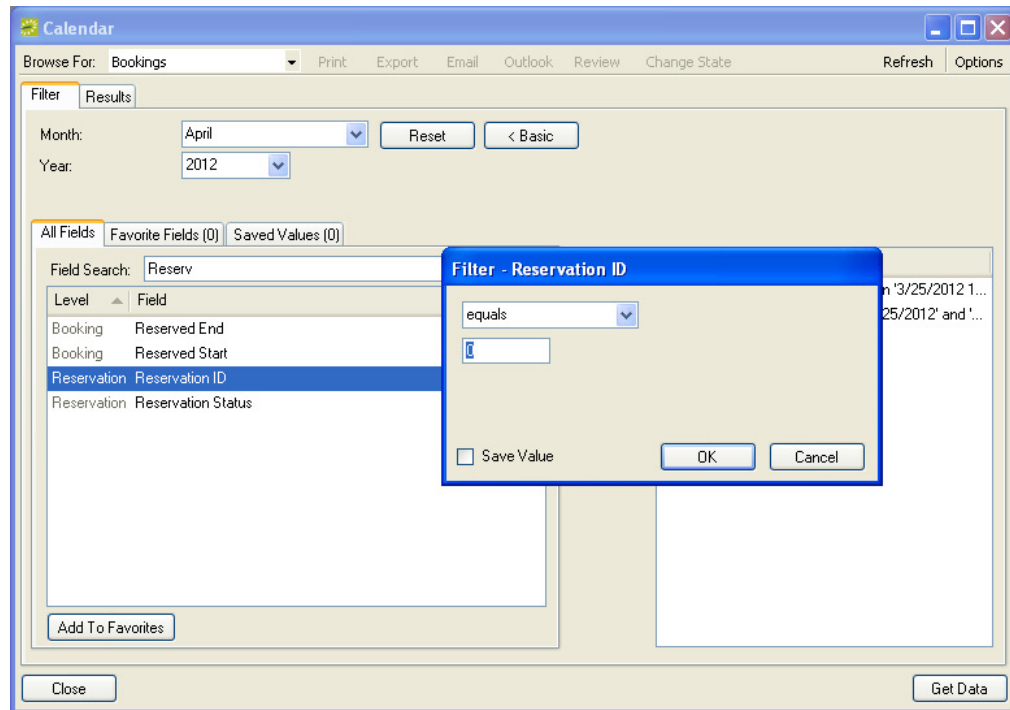 Calendar
Browse For: Bookings Print Export Email Outlook Review Change State Refresh Options
Filter Results
Month: April Reset < Basic
Year: 2012
All Fields Favorite Fields (0) Saved Values (0)
Field Search: Reserv
Level Field
Booking Reserved End
Booking Reserved Start
Reservation Reservation ID
Reservation Reservation Status
Add To Favorites
Filter - Reservation ID
equals
0
Save Value OK Cancel
n '3/25/2012 1...
25/2012' and '...
Close Get Data